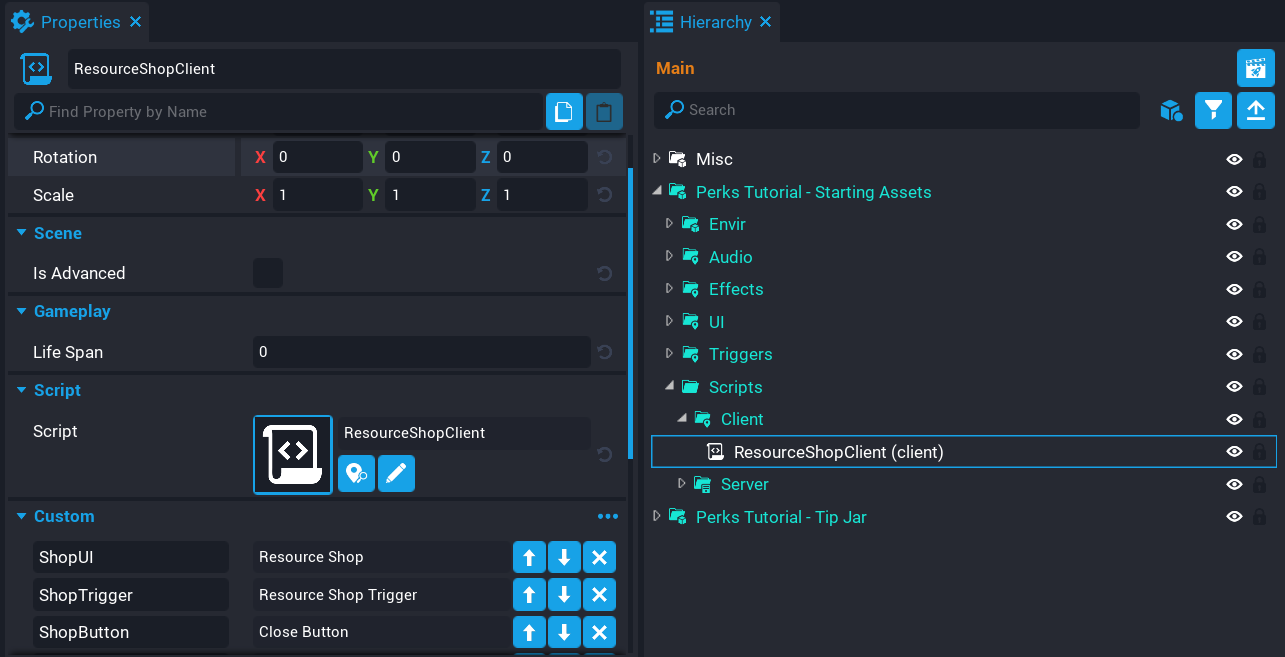 Properties
ResourceShopClient
Find Property by Name
Rotation X 0 Y 0 Z 0
Scale X 1 Y 1 Z 1
Scene
Is Advanced
Gameplay
Life Span 0
Script
Script ResourceShopClient
Custom
ShopUI Resource Shop
ShopTrigger Resource Shop Trigger
ShopButton Close Button
Hierarchy
Main
Search
Misc
Perks Tutorial - Starting Assets
Envir
Audio
Effects
UI
Triggers
Scripts
Client
ResourceShopClient (client)
Server
Perks Tutorial - Tip Jar